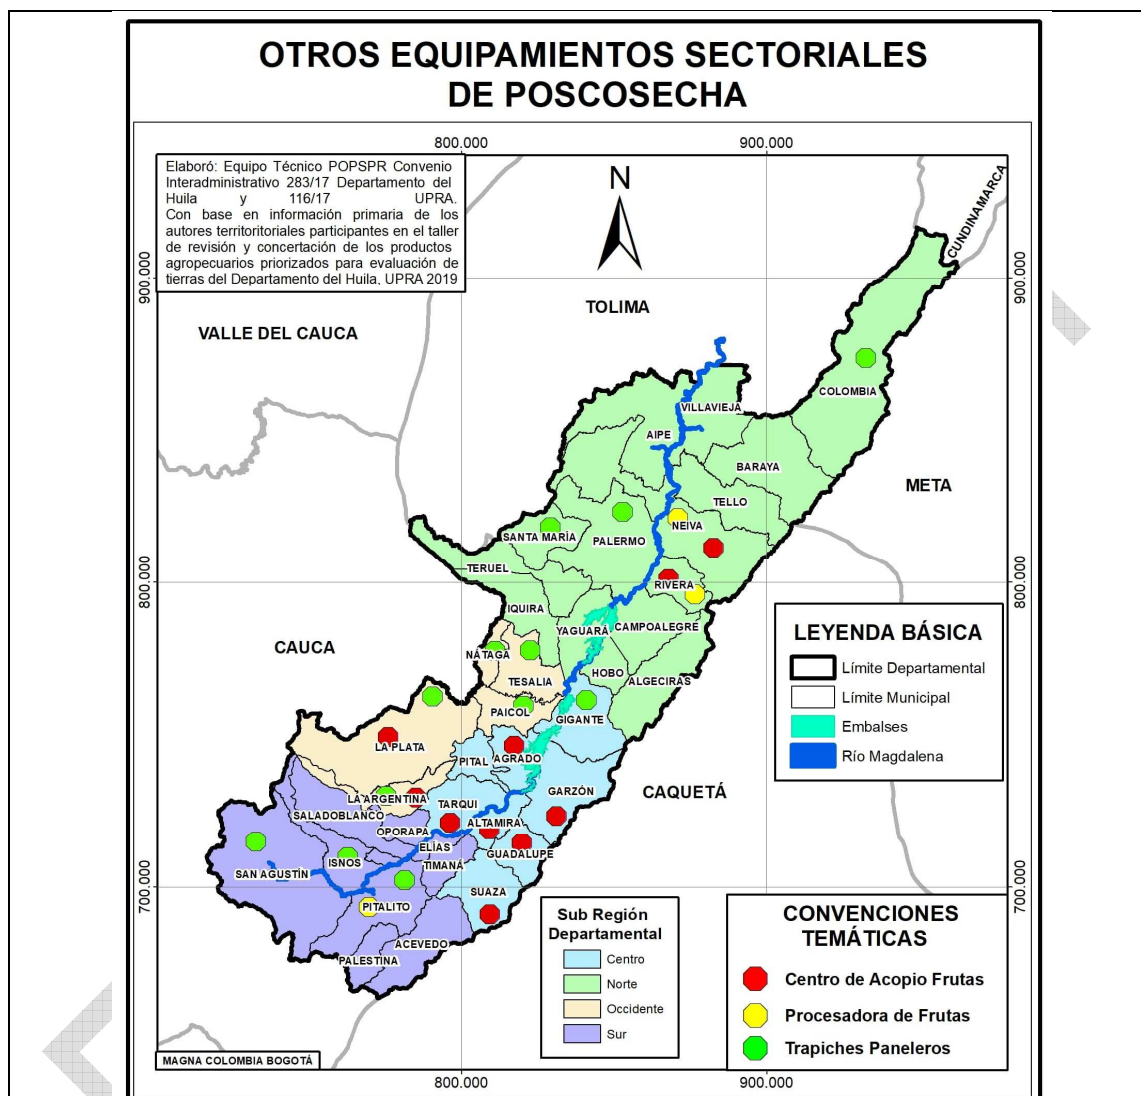 OTROS EQUIPAMIENTOS SECTORIALES
DE POSCOSECHA
800.000
900.000
Elaboró: Equipo Técnico POPSPR Convenio
Interadministrativo 283/17 Departamento del
Huila y 116/17 UPRA.
Con base en información primaria de los
autores territoritoriales participantes en el taller
de revisión y concertación de los productos
agropecuarios priorizados para evaluación de
tierras del Departamento del Huila, UPRA 2019
N
CUNDINAMARCA
900.000
900.000
TOLIMA
VALLE DEL CAUCA
COLOMBIA
VILLAVIEJA
AIPE
BARAYA
META
TELLO
NEIVA
SANTA MARÍA
PALERMO
TERUEL
800.000
RIVERA
800.000
IQUIRA
YAGUARÁ
CAMPOALEGRE
CAUCA
NÁTAGA
HOBO
TESALIA
ALGECIRAS
PAICOL
GIGANTE
LA PLATA
PITAL
AGRADO
CAQUETÁ
GARZÓN
LA ARGENTINA
TARQUI
SALADOBLANCO
ALTAMIRA
OPORAPA
ELÍAS
GUADALUPE
ISNOS
TIMANÁ
SAN AGUSTÍN
SUAZA
700.000
700.000
PITALITO
ACEVEDO
PALESTINA
LEYENDA BÁSICA
Límite Departamental
Límite Municipal
Embalses
Río Magdalena
Sub Región
Departamental
Centro
Norte
Occidente
Sur
CONVENCIONES
TEMÁTICAS
Centro de Acopio Frutas
Procesadora de Frutas
Trapiches Paneleros
MAGNA COLOMBIA BOGOTÁ
800.000
900.000